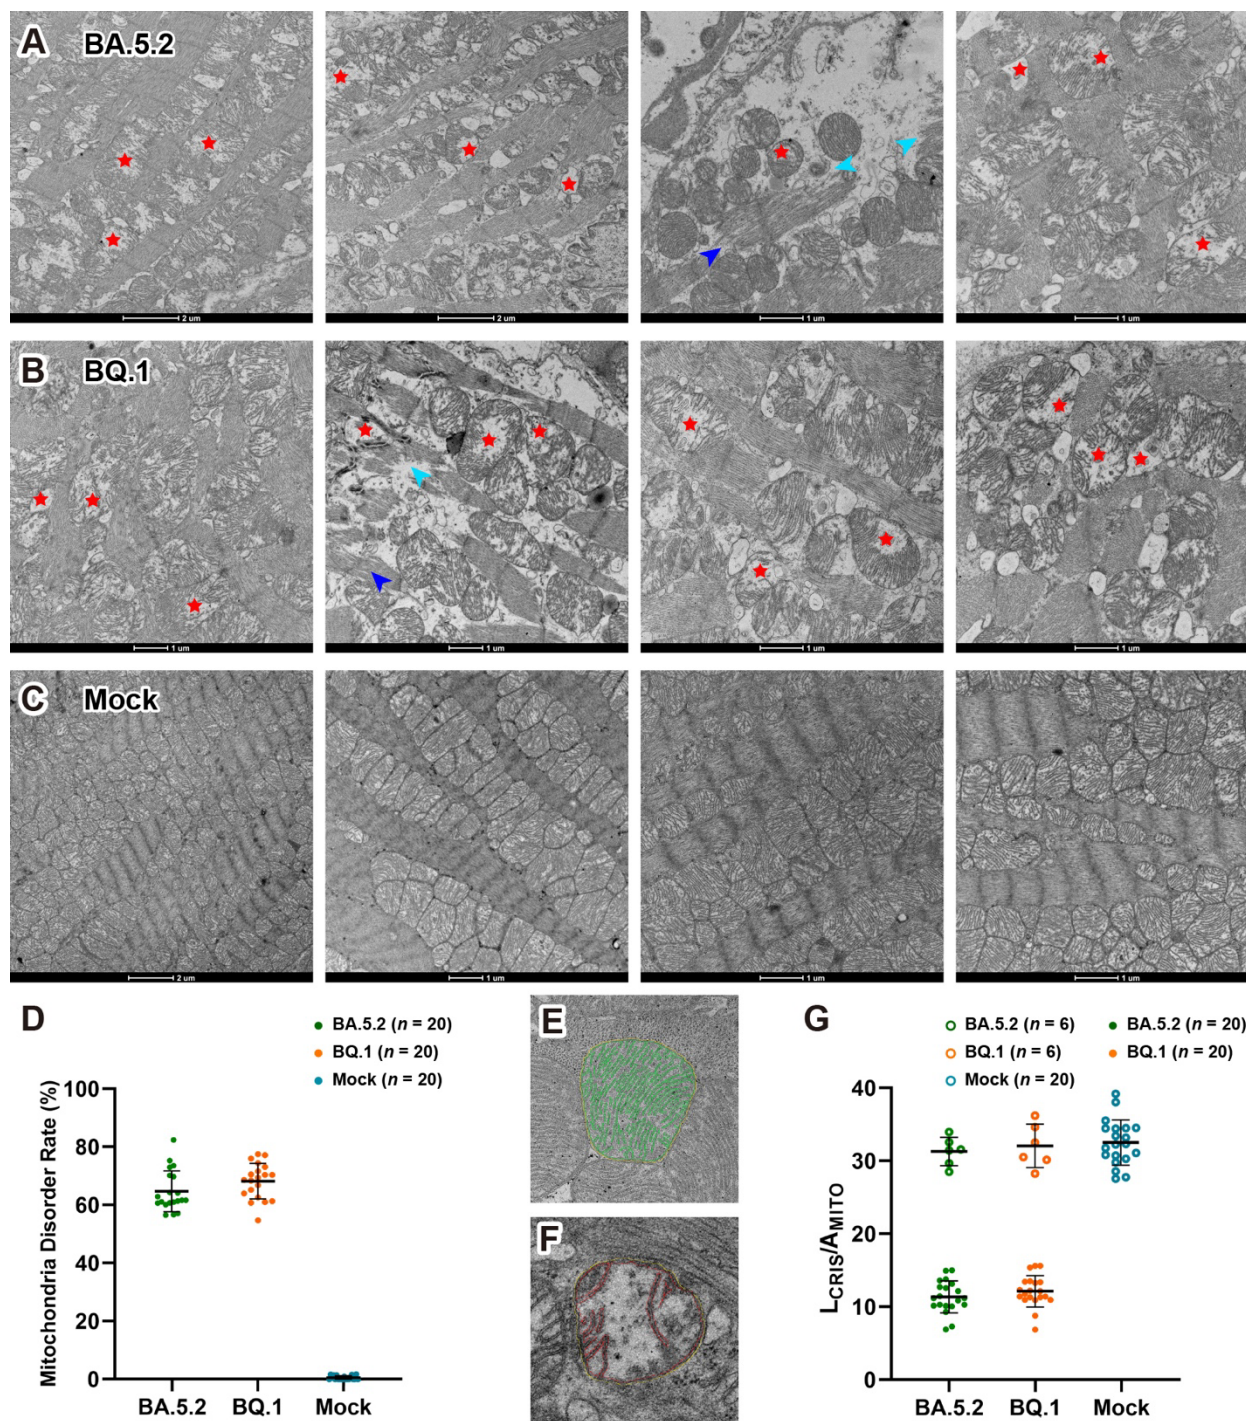 A BA.5.2
2 um
2 um
1 um
1 um
B BQ.1
1 um
1 um
1 um
1 um
C Mock
2 um
1 um
1 um
1 um
D
BA.5.2 (n = 20)
BQ.1 (n = 20)
Mock (n = 20)
Mitochondria Disorder Rate (%)
100
80
60
40
20
0
BA.5.2 BQ.1 Mock
E
F
G
BA.5.2 (n = 6) BA.5.2 (n = 20)
BQ.1 (n = 6) BQ.1 (n = 20)
Mock (n = 20)
LCRIS/AMITO
40
30
20
10
0
BA.5.2 BQ.1 Mock